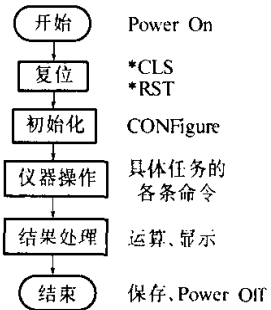 开始 Power On
复位 *CLS
*RST
初始化 CONFigure
仪器操作 具体任务的
各条命令
结果处理 运算、显示
结束 保存、Power Off